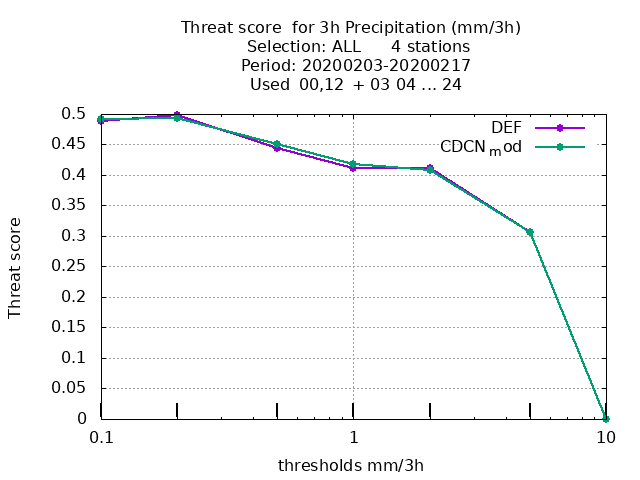 Threat score  for 3h Precipitation (mm/3h)
Selection: ALL      4 stations
Period: 20200203-20200217
Used  00,12  + 03 04 ... 24
DEF
CDCNmod
0.5
0.45
0.4
0.35
0.3
0.25
0.2
0.15
0.1
0.05
0
Threat score
0.1 1 10
thresholds mm/3h